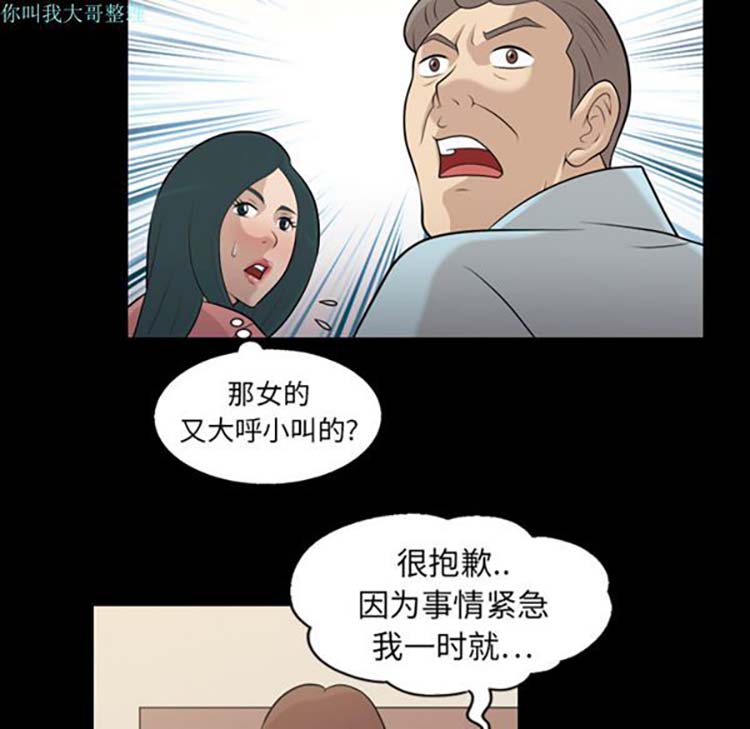 你叫我大哥整理
那女的
又大呼小叫的?
很抱歉..
因为事情紧急
我一时就...